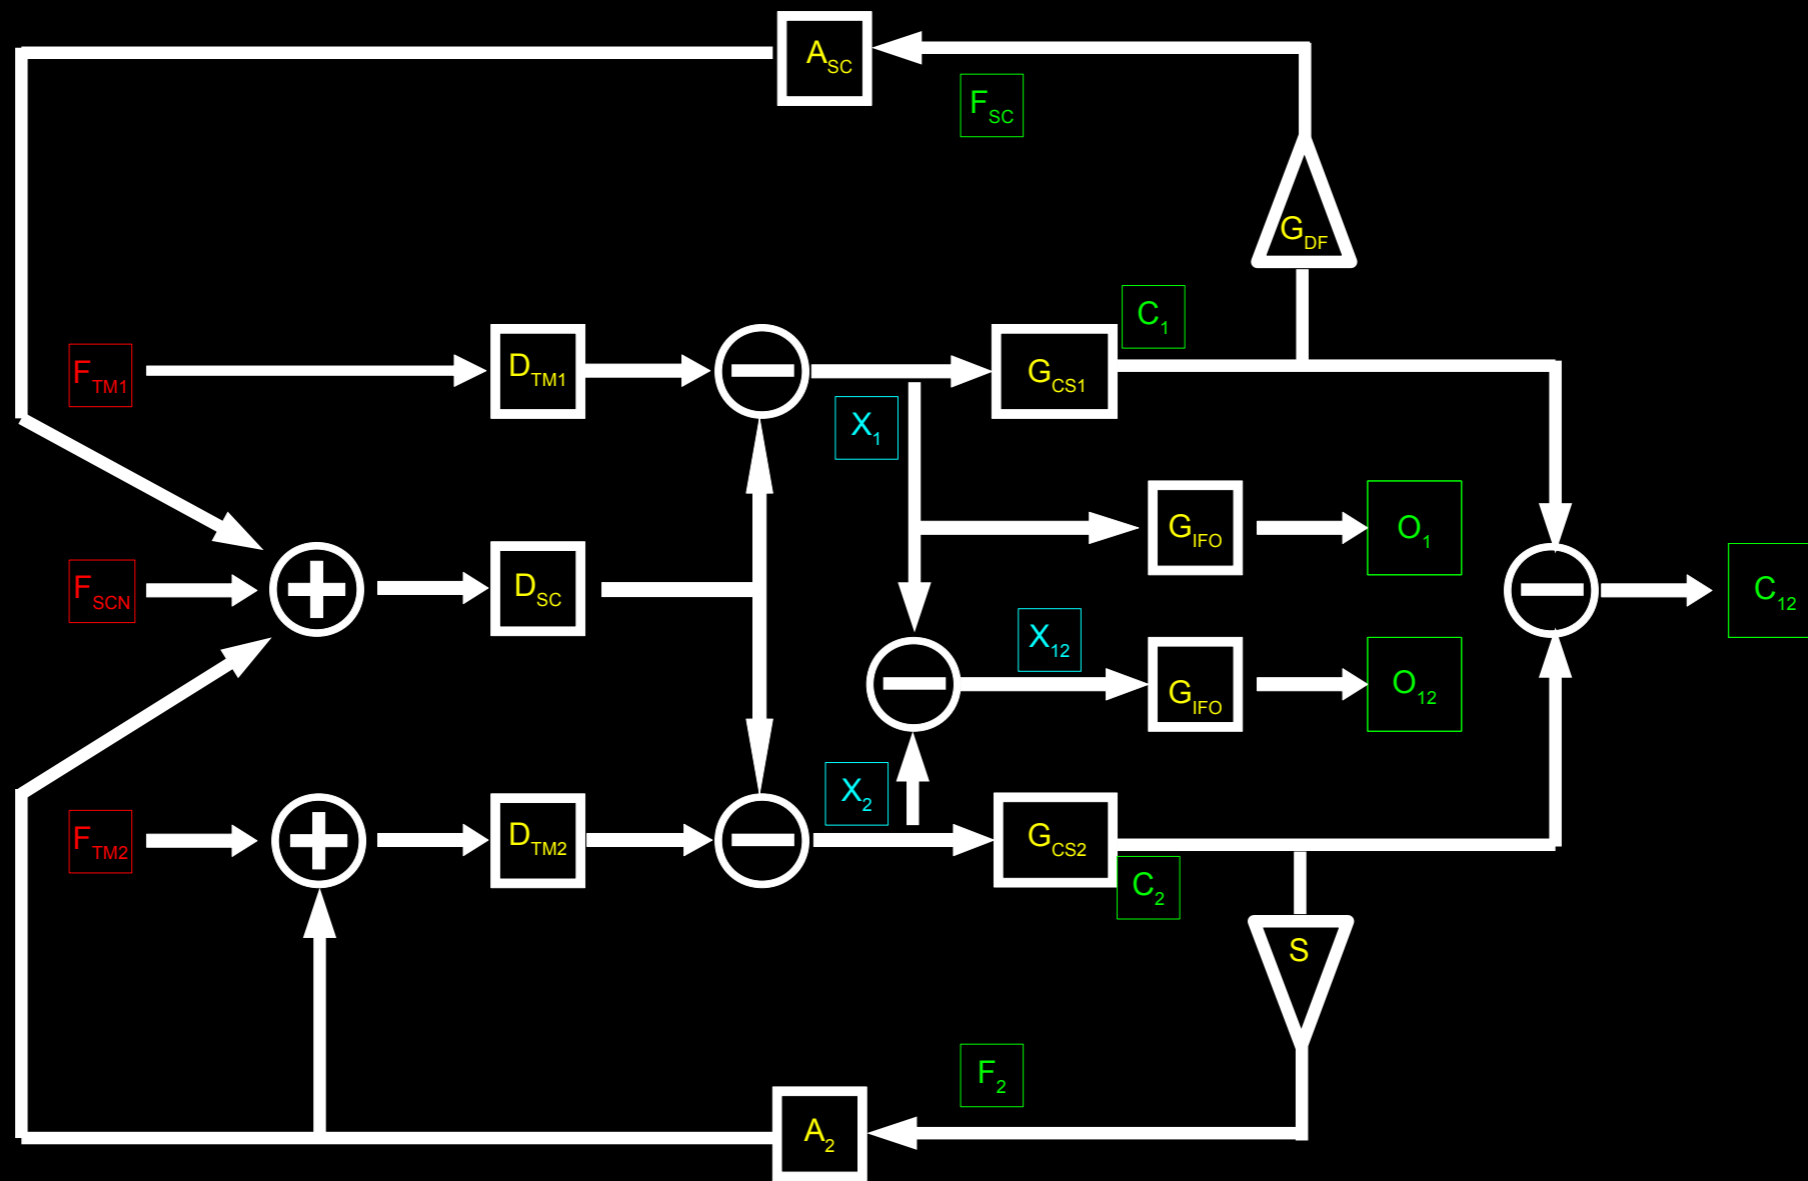 A_SC
F_SC
G_DF
C_1
F_TM1
D_TM1
G_CS1
X_1
G_IFO
O_1
F_SCN
D_SC
C_12
X_12
G_IFO
O_12
X_2
F_TM2
D_TM2
G_CS2
C_2
S
F_2
A_2